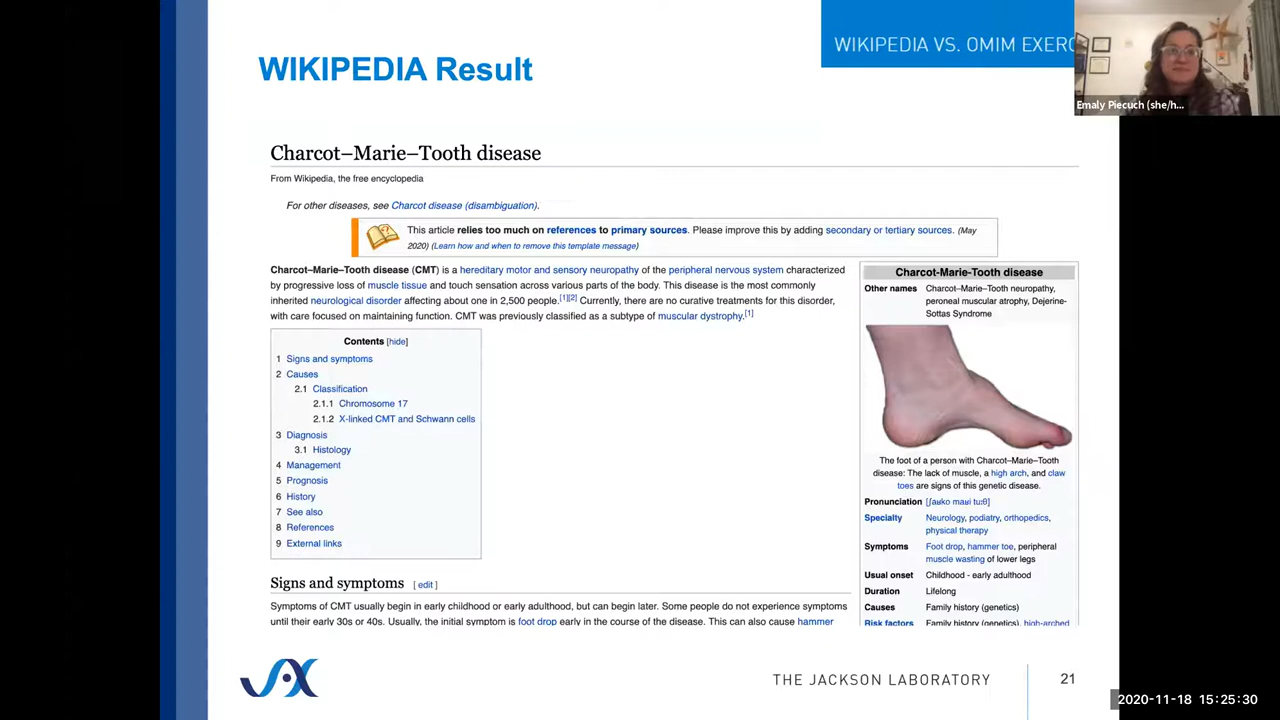 WIKIPEDIA VS. OMIM EXERC
WIKIPEDIA Result
Emaly Piecuch (she/h...
Charcot–Marie–Tooth disease
From Wikipedia, the free encyclopedia
For other diseases, see Charcot disease (disambiguation).
This article relies too much on references to primary sources. Please improve this by adding secondary or tertiary sources. (May
2020) (Learn how and when to remove this template message)
Charcot–Marie–Tooth disease (CMT) is a hereditary motor and sensory neuropathy of the peripheral nervous system characterized
by progressive loss of muscle tissue and touch sensation across various parts of the body. This disease is the most commonly
inherited neurological disorder affecting about one in 2,500 people.[1][2] Currently, there are no curative treatments for this disorder,
with care focused on maintaining function. CMT was previously classified as a subtype of muscular dystrophy.[1]
Contents [hide]
1 Signs and symptoms
2 Causes
2.1 Classification
2.1.1 Chromosome 17
2.1.2 X-linked CMT and Schwann cells
3 Diagnosis
3.1 Histology
4 Management
5 Prognosis
6 History
7 See also
8 References
9 External links
Signs and symptoms [ edit ]
Symptoms of CMT usually begin in early childhood or early adulthood, but can begin later. Some people do not experience symptoms
until their early 30s or 40s. Usually, the initial symptom is foot drop early in the course of the disease. This can also cause hammer
Charcot-Marie-Tooth disease
Other names Charcot–Marie–Tooth neuropathy,
peroneal muscular atrophy, Dejerine-
Sottas Syndrome
The foot of a person with Charcot–Marie–Tooth
disease: The lack of muscle, a high arch, and claw
toes are signs of this genetic disease.
Pronunciation [ʃaʁko maʁi tuːθ]
Specialty Neurology, podiatry, orthopedics,
physical therapy
Symptoms Foot drop, hammer toe, peripheral
muscle wasting of lower legs
Usual onset Childhood - early adulthood
Duration Lifelong
Causes Family history (genetics)
Risk factors Family history (genetics), high-arched
JAX
THE JACKSON LABORATORY
21
2020-11-18 15:25:30